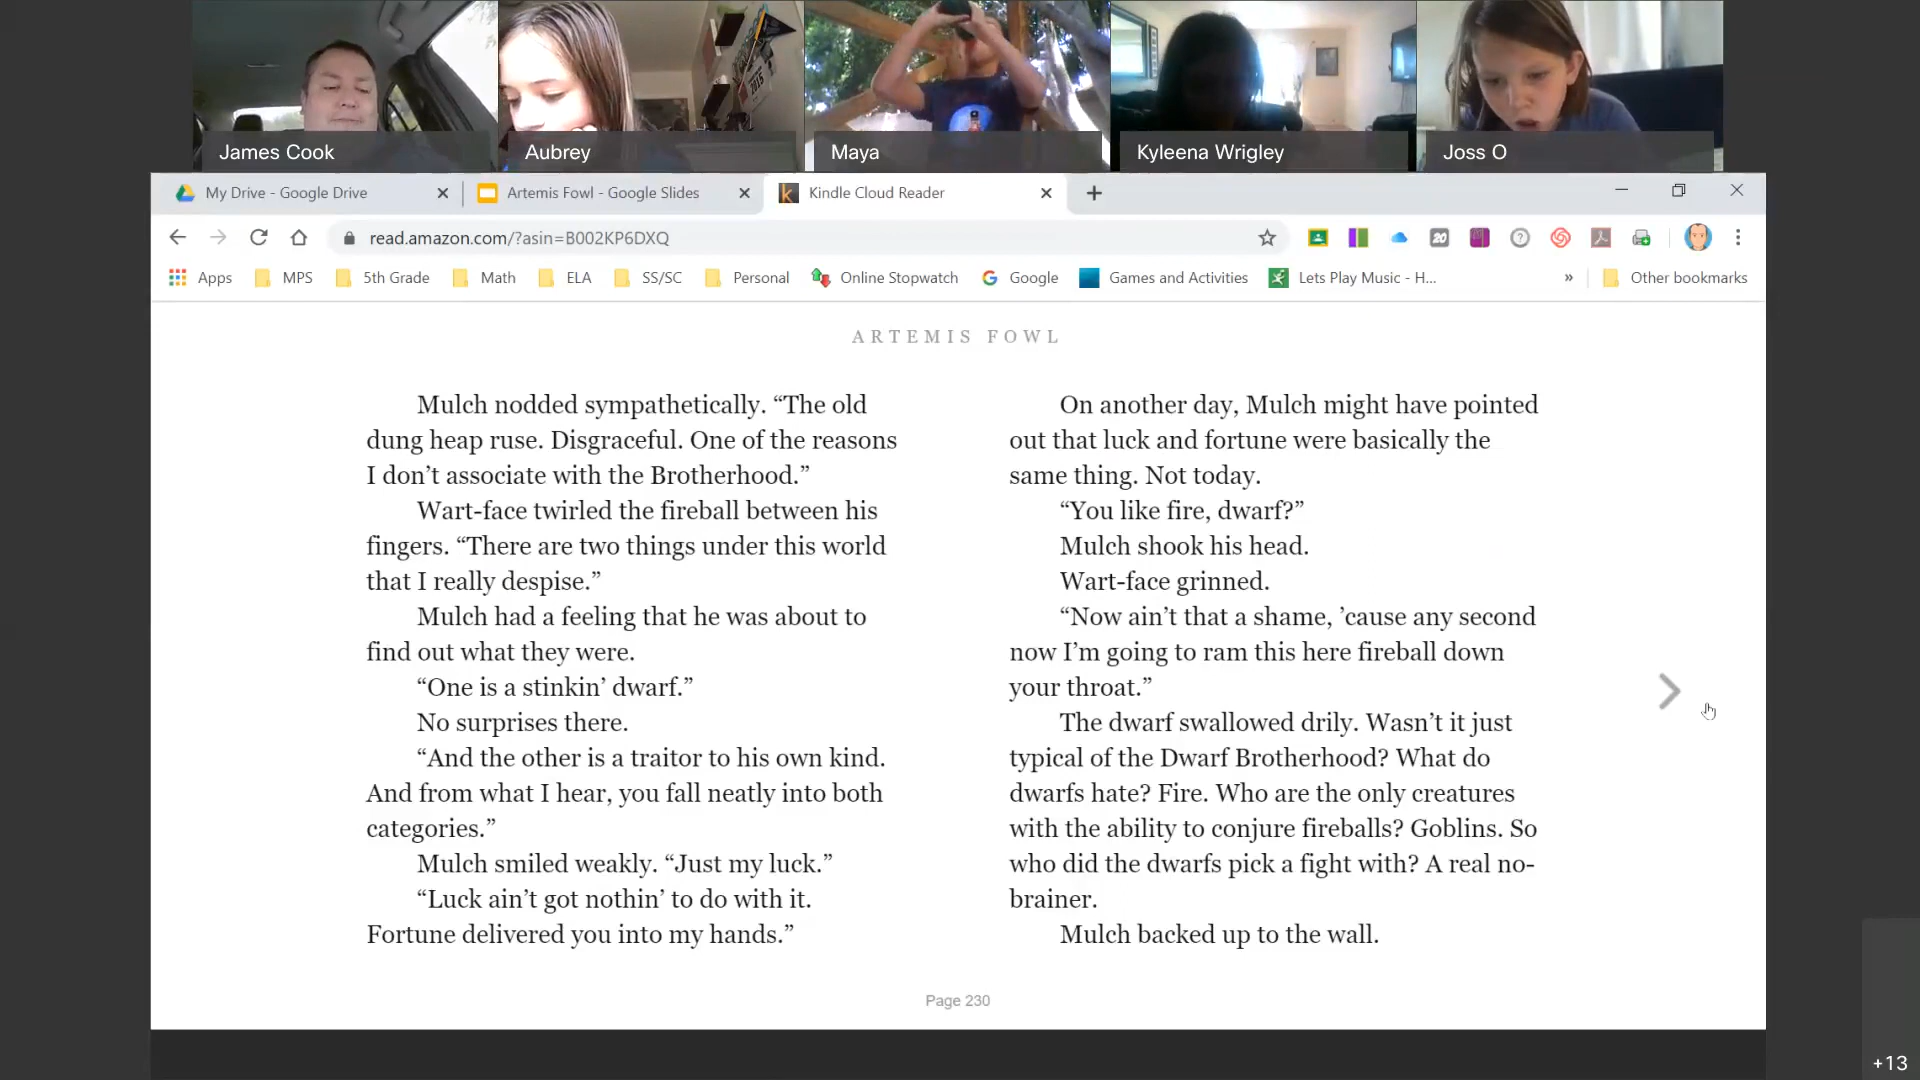 James Cook
Aubrey
Maya
Kyleena Wrigley
Joss O
My Drive - Google Drive
Artemis Fowl - Google Slides
Kindle Cloud Reader
read.amazon.com/?asin=B002KP6DXQ
20
Apps
MPS
5th Grade
Math
ELA
SS/SC
Personal
Online Stopwatch
Google
Games and Activities
Lets Play Music - H...
»
Other bookmarks
ARTEMIS FOWL
Mulch nodded sympathetically. “The old
dung heap ruse. Disgraceful. One of the reasons
I don’t associate with the Brotherhood.”
Wart-face twirled the fireball between his
fingers. “There are two things under this world
that I really despise.”
Mulch had a feeling that he was about to
find out what they were.
“One is a stinkin’ dwarf.”
No surprises there.
“And the other is a traitor to his own kind.
And from what I hear, you fall neatly into both
categories.”
Mulch smiled weakly. “Just my luck.”
“Luck ain’t got nothin’ to do with it.
Fortune delivered you into my hands.”
On another day, Mulch might have pointed
out that luck and fortune were basically the
same thing. Not today.
“You like fire, dwarf?”
Mulch shook his head.
Wart-face grinned.
“Now ain’t that a shame, ’cause any second
now I’m going to ram this here fireball down
your throat.”
The dwarf swallowed drily. Wasn’t it just
typical of the Dwarf Brotherhood? What do
dwarfs hate? Fire. Who are the only creatures
with the ability to conjure fireballs? Goblins. So
who did the dwarfs pick a fight with? A real no-
brainer.
Mulch backed up to the wall.
Page 230
+13